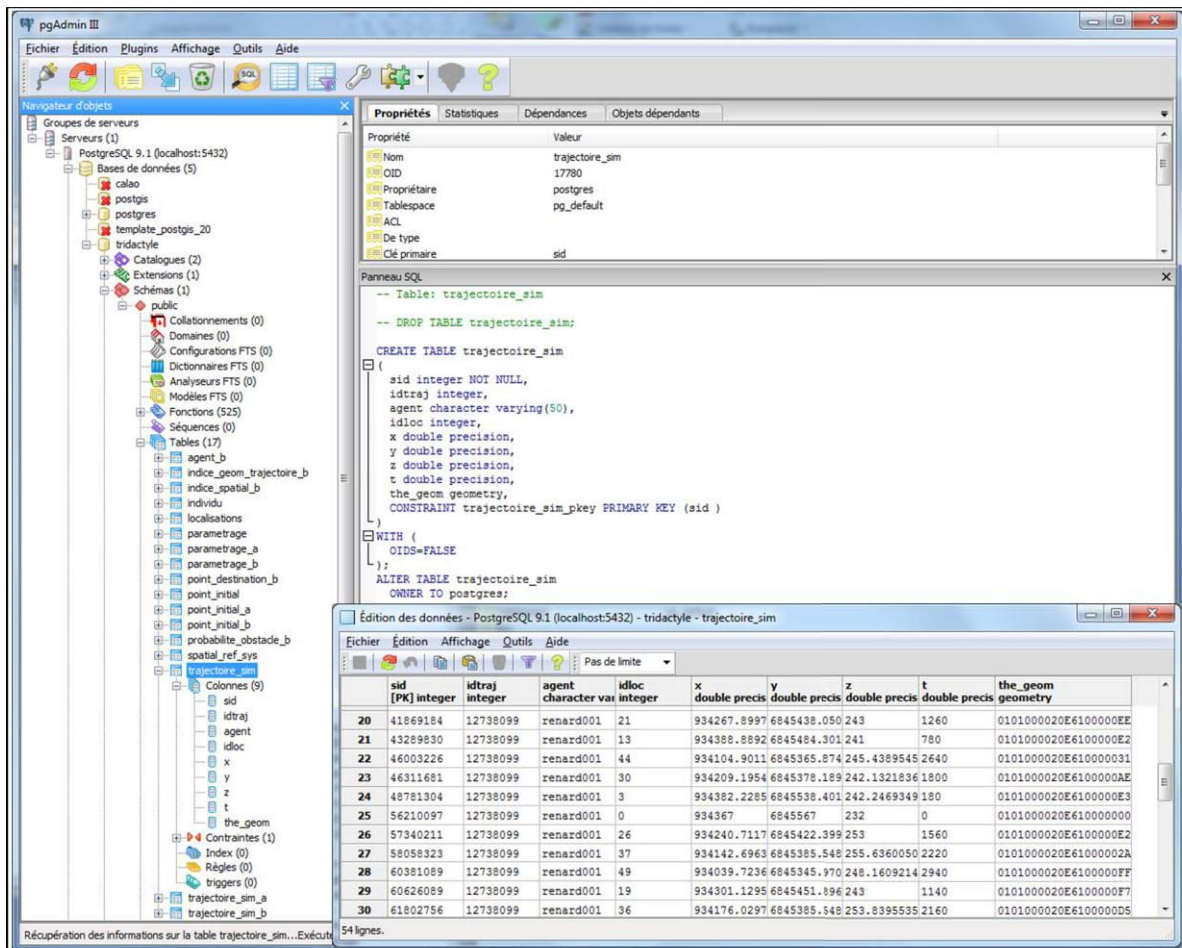 pgAdmin III
Fichier Édition Plugins Affichage Outils Aide
SQL
Navigateur d'objets
Groupes de serveurs
Serveurs (1)
PostgreSQL 9.1 (localhost:5432)
Bases de données (5)
calao
postgis
postgres
template_postgis_20
tridactyle
Catalogues (2)
Extensions (1)
Schémas (1)
public
Collationnements (0)
Domaines (0)
Configurations FTS (0)
Dictionnaires FTS (0)
Analyseurs FTS (0)
Modèles FTS (0)
Fonctions (525)
Séquences (0)
Tables (17)
agent_b
indice_geom_trajectoire_b
indice_spatial_b
individu
localisations
parametrage
parametrage_a
parametrage_b
point_destination_b
point_initial
point_initial_a
point_initial_b
probabilite_obstacle_b
spatial_ref_sys
trajectoire_sim
Colonnes (9)
sid
idtraj
agent
idloc
x
y
z
t
the_geom
Contraintes (1)
Index (0)
Règles (0)
triggers (0)
trajectoire_sim_a
trajectoire_sim_b
Récupération des informations sur la table trajectoire_sim...Exécute
Propriétés Statistiques Dépendances Objets dépendants
Propriété Valeur
Nom trajectoire_sim
OID 17780
Propriétaire postgres
Tablespace pg_default
ACL
De type
Clé primaire sid
Panneau SQL
-- Table: trajectoire_sim
-- DROP TABLE trajectoire_sim;
CREATE TABLE trajectoire_sim
(
sid integer NOT NULL,
idtraj integer,
agent character varying(50),
idloc integer,
x double precision,
y double precision,
z double precision,
t double precision,
the_geom geometry,
CONSTRAINT trajectoire_sim_pkey PRIMARY KEY (sid )
)
WITH (
OIDS=FALSE
);
ALTER TABLE trajectoire_sim
OWNER TO postgres;
Édition des données - PostgreSQL 9.1 (localhost:5432) - tridactyle - trajectoire_sim
Fichier Édition Affichage Outils Aide
Pas de limite
sid idtraj agent idloc x y z t the_geom
[PK] integer integer character var integer double precis double precis double precis double precis geometry
20 41869184 12738099 renard001 21 934267.8997 6845438.050 243 1260 0101000020E6100000EE
21 43289830 12738099 renard001 13 934388.8892 6845484.301 241 780 0101000020E6100000E2
22 46003226 12738099 renard001 44 934104.9011 6845365.874 245.4389545 2640 0101000020E610000031
23 46311681 12738099 renard001 30 934209.1954 6845378.189 242.1321836 1800 0101000020E6100000AE
24 48781304 12738099 renard001 3 934382.2285 6845538.401 242.2469349 180 0101000020E6100000E3
25 56210097 12738099 renard001 0 934367 6845567 232 0 0101000020E610000000
26 57340211 12738099 renard001 26 934240.7117 6845422.399 253 1560 0101000020E6100000E2
27 58058323 12738099 renard001 37 934142.6963 6845385.548 255.6360050 2220 0101000020E61000002A
28 60381089 12738099 renard001 49 934039.7236 6845345.970 248.1609214 2940 0101000020E6100000FF
29 60626089 12738099 renard001 19 934301.1295 6845451.896 243 1140 0101000020E6100000F7
30 61802756 12738099 renard001 36 934176.0297 6845385.548 253.8395535 2160 0101000020E6100000D5
54 lignes.